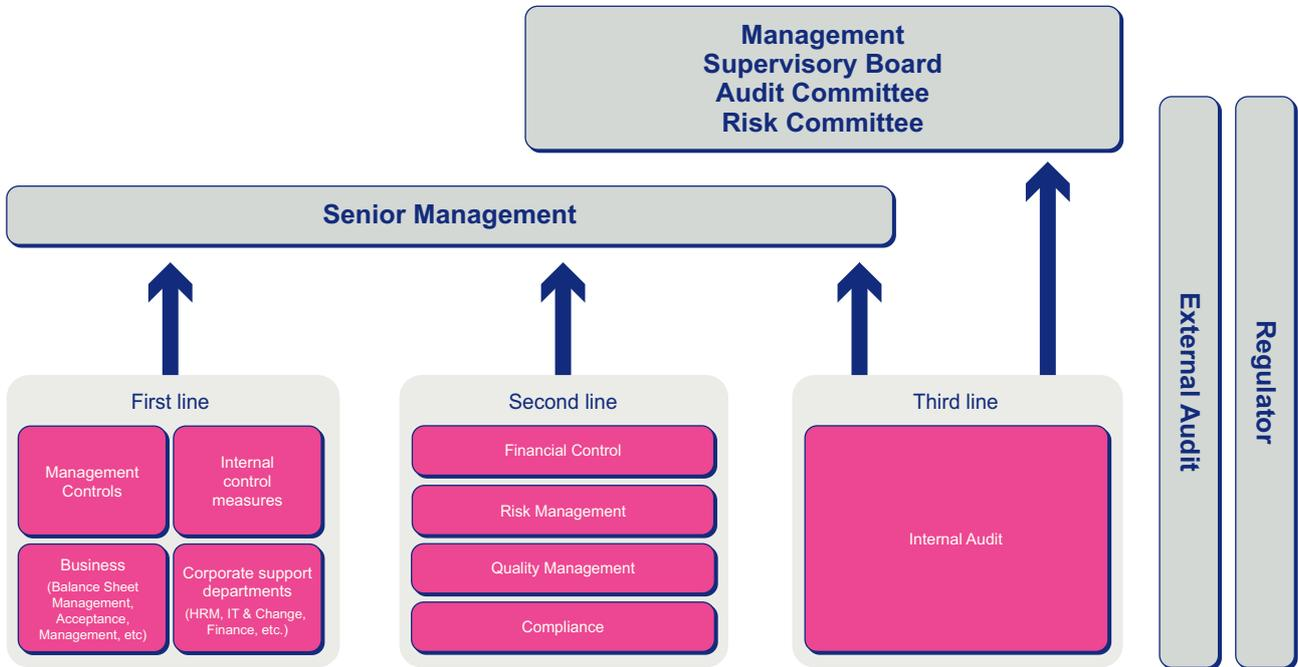 Management
Supervisory Board
Audit Committee
Risk Committee
Senior Management
First line
Management
Controls
Internal
control
measures
Business
(Balance Sheet
Management,
Acceptance,
Management, etc)
Corporate support
departments
(HRM, IT & Change,
Finance, etc.)
Second line
Financial Control
Risk Management
Quality Management
Compliance
Third line
Internal Audit
External Audit
Regulator